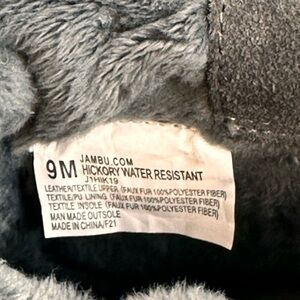 9M JAMBU.COM
HICKORY WATER RESISTANT
J1HIK19
LEATHER/TEXTILE UPPER (FAUX FUR 100%POLYESTER FIBER)
TEXTILE/PU LINING (FAUX FUR 100%POLYESTER FIBER)
TEXTILE INSOLE (FAUX FUR 100%POLYESTER FIBER)
MAN MADE OUTSOLE
MADE IN CHINA/F21